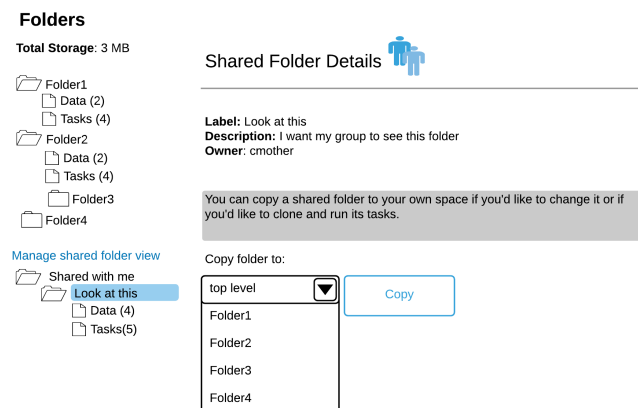 Folders
Total Storage: 3 MB
Folder1
Data (2)
Tasks (4)
Folder2
Data (2)
Tasks (4)
Folder3
Folder4
Manage shared folder view
Shared with me
Look at this
Data (4)
Tasks(5)
Shared Folder Details
Label: Look at this
Description: I want my group to see this folder
Owner: cmother
You can copy a shared folder to your own space if you'd like to change it or if
you'd like to clone and run its tasks.
Copy folder to:
top level
Copy
Folder1
Folder2
Folder3
Folder4